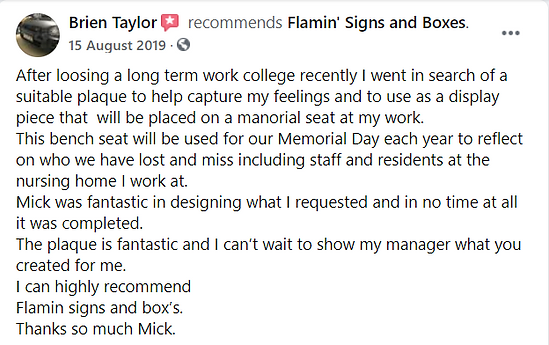 Brien Taylor recommends Flamin' Signs and Boxes.
15 August 2019 ·
After loosing a long term work college recently I went in search of a
suitable plaque to help capture my feelings and to use as a display
piece that  will be placed on a manorial seat at my work.
This bench seat will be used for our Memorial Day each year to reflect
on who we have lost and miss including staff and residents at the
nursing home I work at.
Mick was fantastic in designing what I requested and in no time at all
it was completed.
The plaque is fantastic and I can't wait to show my manager what you
created for me.
I can highly recommend
Flamin signs and box's.
Thanks so much Mick.